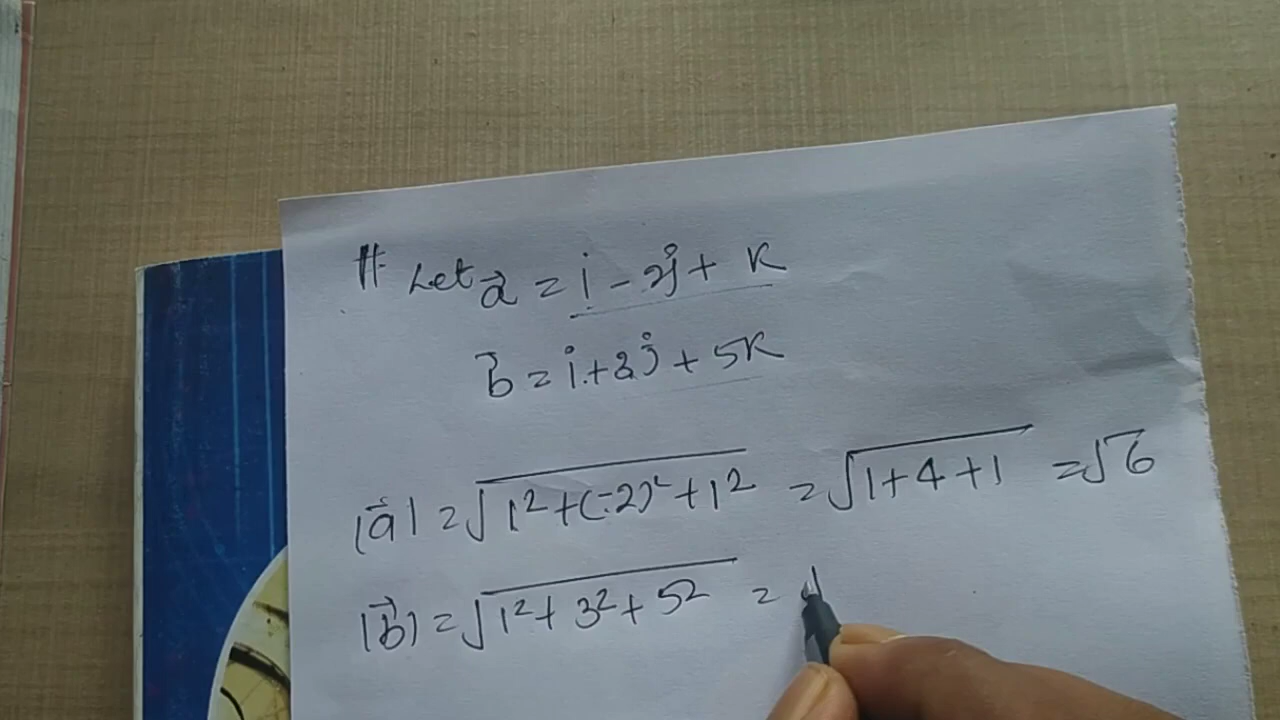 # Let a⃗ = i - 2j + k
b⃗ = i + 3j + 5k
|a⃗| = √1² + (-2)² + 1² = √1 + 4 + 1 = √6
|b⃗| = √1² + 3² + 5² = √